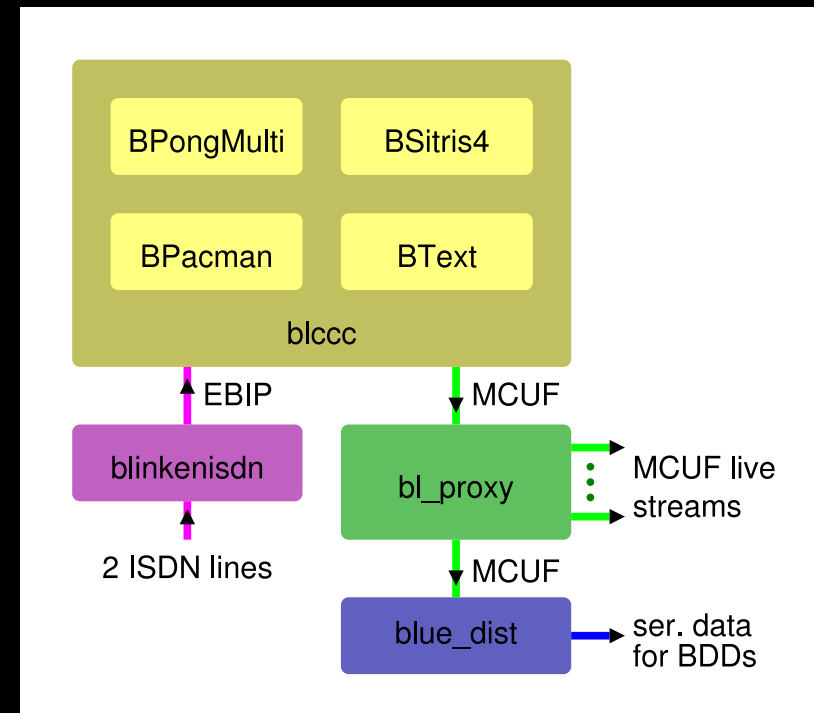 BPongMulti
BSitris4
BPacman
BText
blccc
EBIP
MCUF
blinkenisdn
bl_proxy
MCUF live
streams
2 ISDN lines
MCUF
blue_dist
ser. data
for BDDs